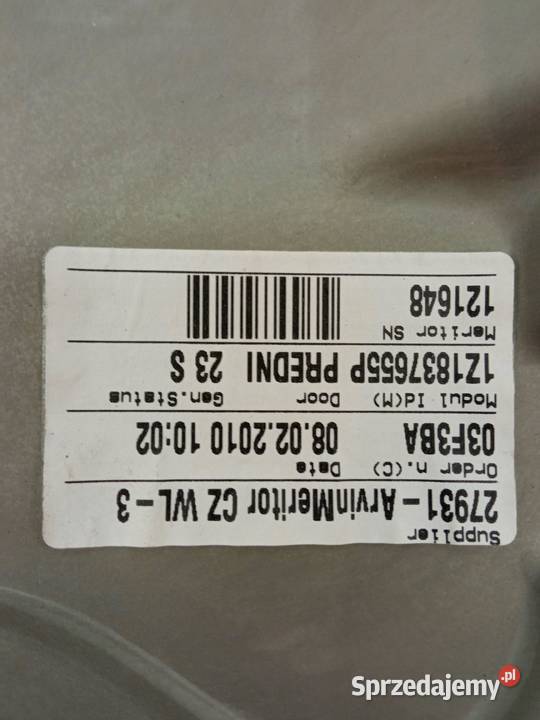 Supplier
27931 - ArvinMeritor CZ WL - 3
Order n.(C) Date
03F3BA 08.02.2010 10:02
Modul Id(M) Door Gen.Status
1Z1837655P PREDNI 23 S
Meritor SN
121648
Sprzedajemy.pl